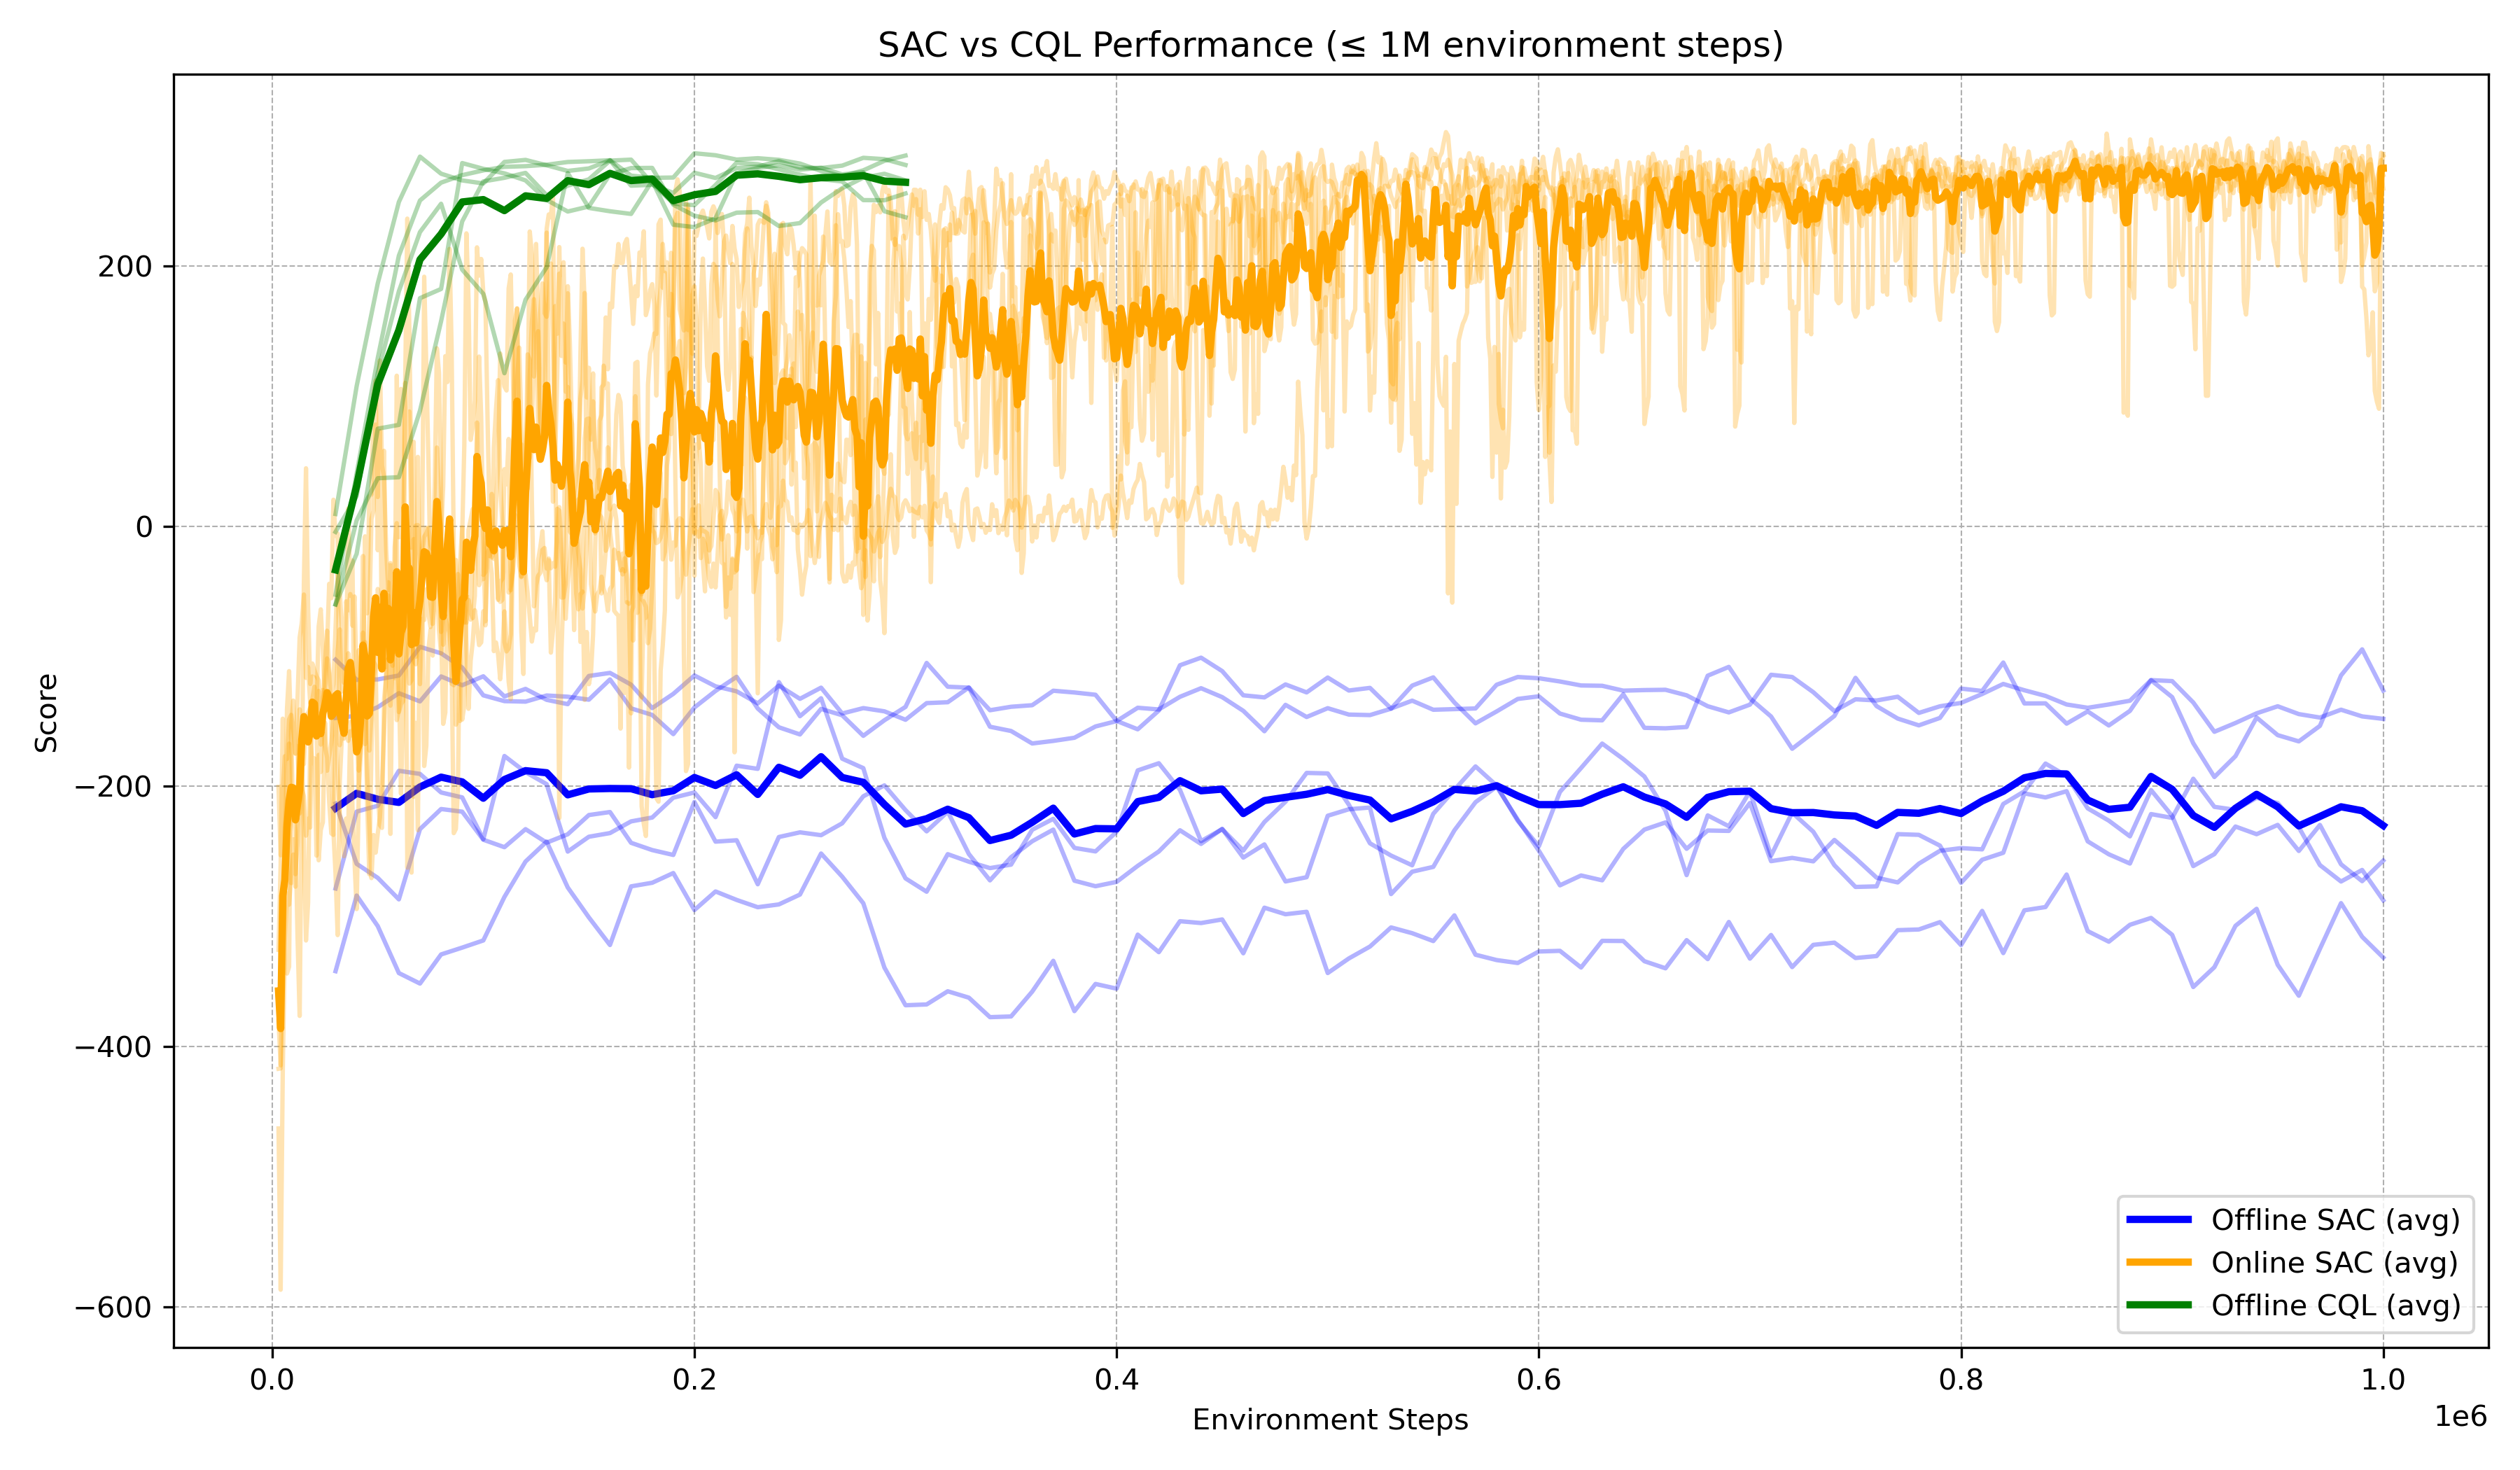 SAC vs CQL Performance (≤ 1M environment steps)
Score
200
0
−200
−400
−600
0.0
0.2
0.4
0.6
0.8
1.0
1e6
Environment Steps
Offline SAC (avg)
Online SAC (avg)
Offline CQL (avg)